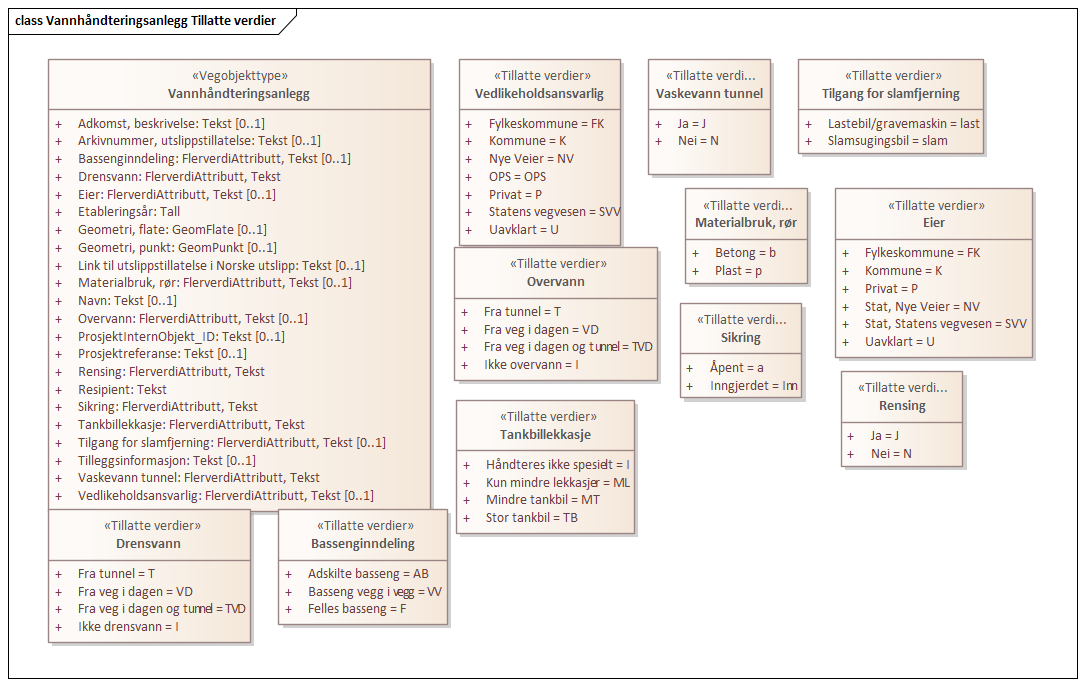 class Vannhåndteringsanlegg Tillatte verdier
«Vegobjekttype»
Vannhåndteringsanlegg
+ Adkomst, beskrivelse: Tekst [0..1]
+ Arkivnummer, utslippstillatelse: Tekst [0..1]
+ Bassenginndeling: FlerverdiAttributt, Tekst [0..1]
+ Drensvann: FlerverdiAttributt, Tekst
+ Eier: FlerverdiAttributt, Tekst [0..1]
+ Etableringsår: Tall
+ Geometri, flate: GeomFlate [0..1]
+ Geometri, punkt: GeomPunkt [0..1]
+ Link til utslippstillatelse i Norske utslipp: Tekst [0..1]
+ Materialbruk, rør: FlerverdiAttributt, Tekst [0..1]
+ Navn: Tekst [0..1]
+ Overvann: FlerverdiAttributt, Tekst [0..1]
+ ProsjektInternObjekt_ID: Tekst [0..1]
+ Prosjektreferanse: Tekst [0..1]
+ Rensing: FlerverdiAttributt, Tekst
+ Resipient: Tekst
+ Sikring: FlerverdiAttributt, Tekst
+ Tankbillekkasje: FlerverdiAttributt, Tekst
+ Tilgang for slamfjerning: FlerverdiAttributt, Tekst [0..1]
+ Tilleggsinformasjon: Tekst [0..1]
+ Vaskevann tunnel: FlerverdiAttributt, Tekst
+ Vedlikeholdsansvarlig: FlerverdiAttributt, Tekst [0..1]
«Tillatte verdier»
Vedlikeholdsansvarlig
+ Fylkeskommune = FK
+ Kommune = K
+ Nye Veier = NV
+ OPS = OPS
+ Privat = P
+ Statens vegvesen = SVV
+ Uavklart = U
«Tillatte verdi...
Vaskevann tunnel
+ Ja = J
+ Nei = N
«Tillatte verdier»
Tilgang for slamfjerning
+ Lastebil/gravemaskin = last
+ Slamsugingsbil = slam
«Tillatte verdi...
Materialbruk, rør
+ Betong = b
+ Plast = p
«Tillatte verdier»
Eier
+ Fylkeskommune = FK
+ Kommune = K
+ Privat = P
+ Stat, Nye Veier = NV
+ Stat, Statens vegvesen = SVV
+ Uavklart = U
«Tillatte verdier»
Overvann
+ Fra tunnel = T
+ Fra veg i dagen = VD
+ Fra veg i dagen og tunnel = TVD
+ Ikke overvann = I
«Tillatte verdi...
Sikring
+ Åpent = a
+ Inngjerdet = Inn
«Tillatte verdi...
Rensing
+ Ja = J
+ Nei = N
«Tillatte verdier»
Tankbillekkasje
+ Håndteres ikke spesielt = I
+ Kun mindre lekkasjer = ML
+ Mindre tankbil = MT
+ Stor tankbil = TB
«Tillatte verdier»
Drensvann
+ Fra tunnel = T
+ Fra veg i dagen = VD
+ Fra veg i dagen og tunnel = TVD
+ Ikke drensvann = I
«Tillatte verdier»
Bassenginndeling
+ Adskilte basseng = AB
+ Basseng vegg i vegg = VV
+ Felles basseng = F